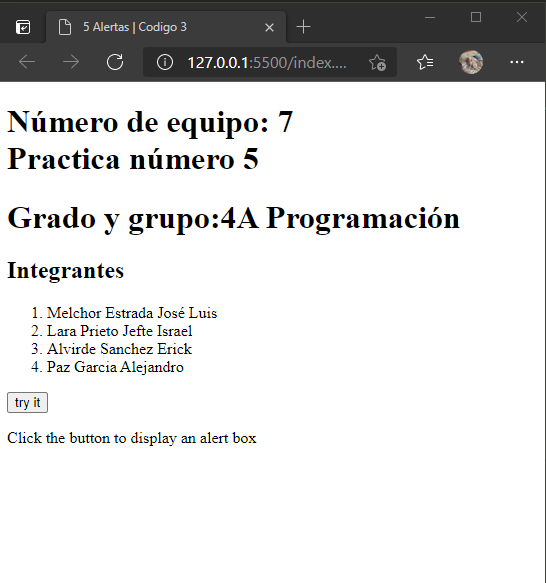 5 Alertas | Codigo 3
127.0.0.1:5500/index....
Número de equipo: 7
Practica número 5
Grado y grupo:4A Programación
Integrantes
1. Melchor Estrada José Luis
2. Lara Prieto Jefte Israel
3. Alvirde Sanchez Erick
4. Paz Garcia Alejandro
try it
Click the button to display an alert box